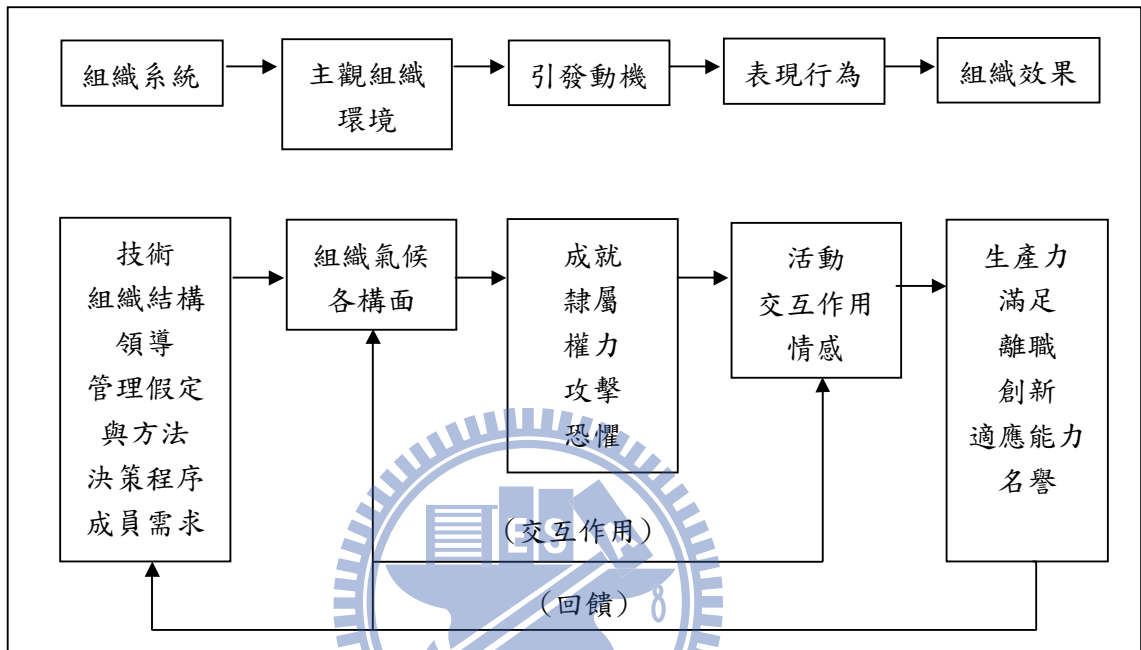 組織系統
主觀組織
環境
引發動機
表現行為
組織效果
技術
組織結構
領導
管理假定
與方法
決策程序
成員需求
組織氣候
各構面
成就
隸屬
權力
攻擊
恐懼
活動
交互作用
情感
生產力
滿足
離職
創新
適應能力
名譽
（交互作用）
（回饋）
ES
8